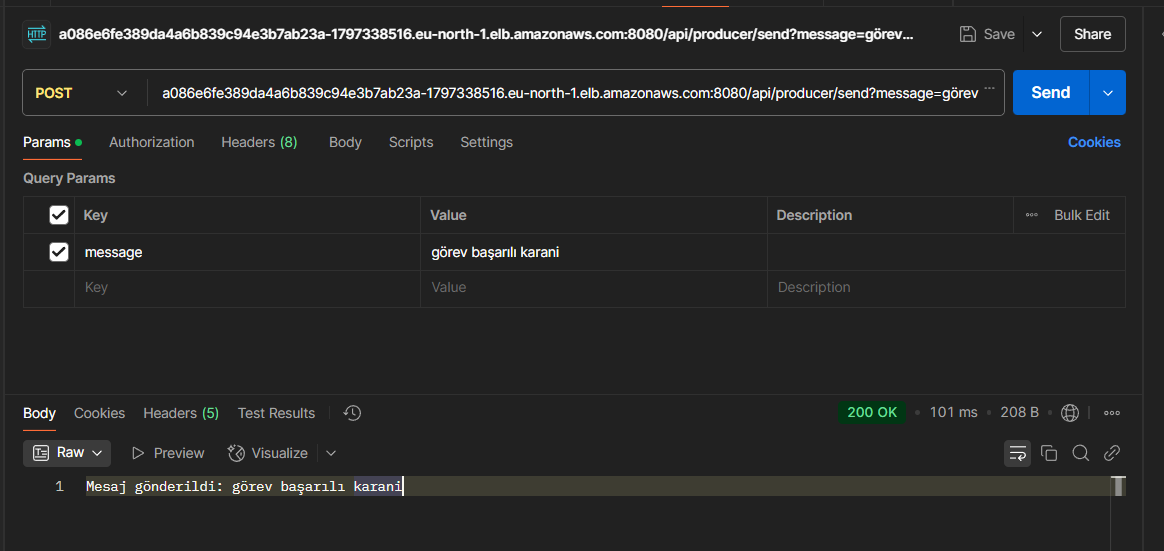 HTTP a086e6fe389da4a6b839c94e3b7ab23a-1797338516.eu-north-1.elb.amazonaws.com:8080/api/producer/send?message=görev... Save Share
POST a086e6fe389da4a6b839c94e3b7ab23a-1797338516.eu-north-1.elb.amazonaws.com:8080/api/producer/send?message=görev ... Send
Params Authorization Headers (8) Body Scripts Settings Cookies
Query Params
Key Value Description Bulk Edit
message görev başarılı karani
Key Value Description
Body Cookies Headers (5) Test Results 200 OK 101 ms 208 B
Raw Preview Visualize
1 Mesaj gönderildi: görev başarılı karani